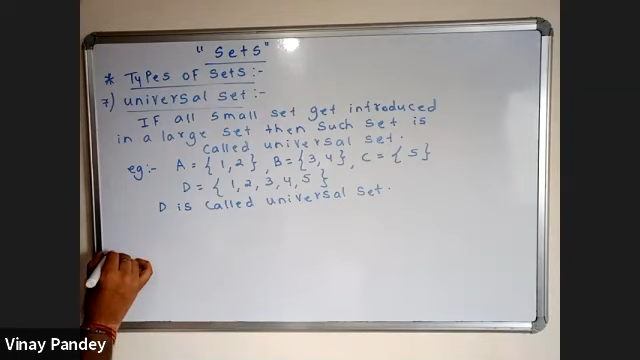 " Sets"
* Types of sets :-
7) universal set :-
If all small set get introduced
in a large set then such set is
called universal set.
eg:- A = { 1, 2 }, B = { 3, 4 }, C = { 5 }
D = { 1, 2, 3, 4, 5 }
D is called universal set.
Vinay Pandey